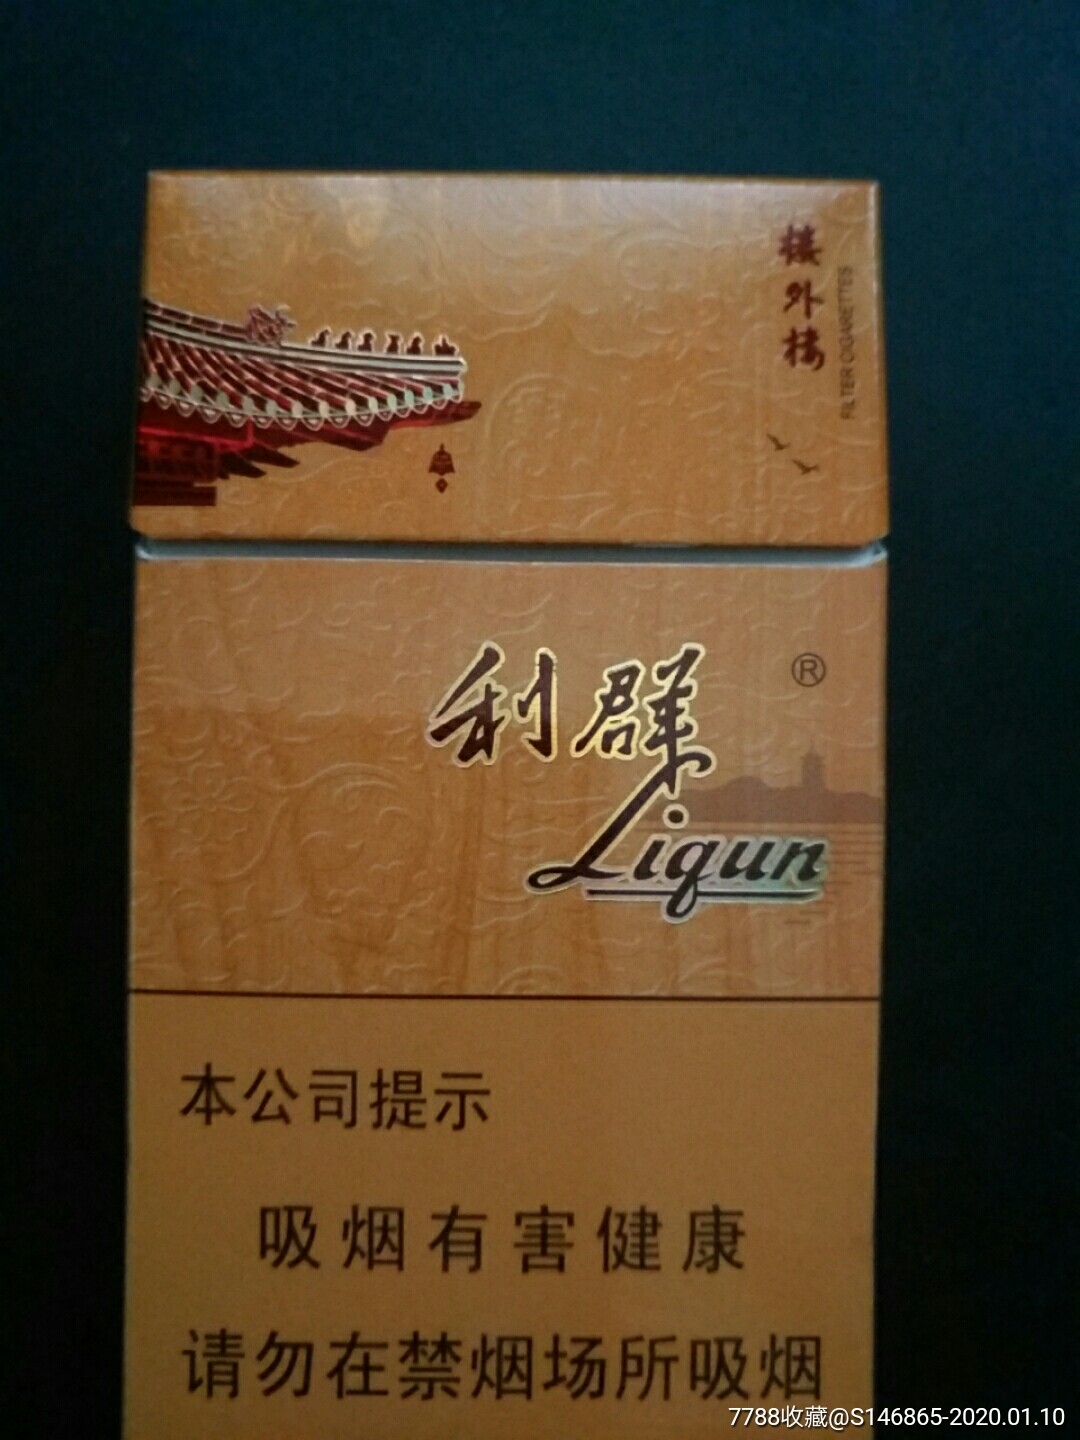 楼外楼
FILTER CIGARETTES
利群
®
Liqun
本公司提示
吸烟有害健康
请勿在禁烟场所吸烟
7788收藏@S146865-2020.01.10